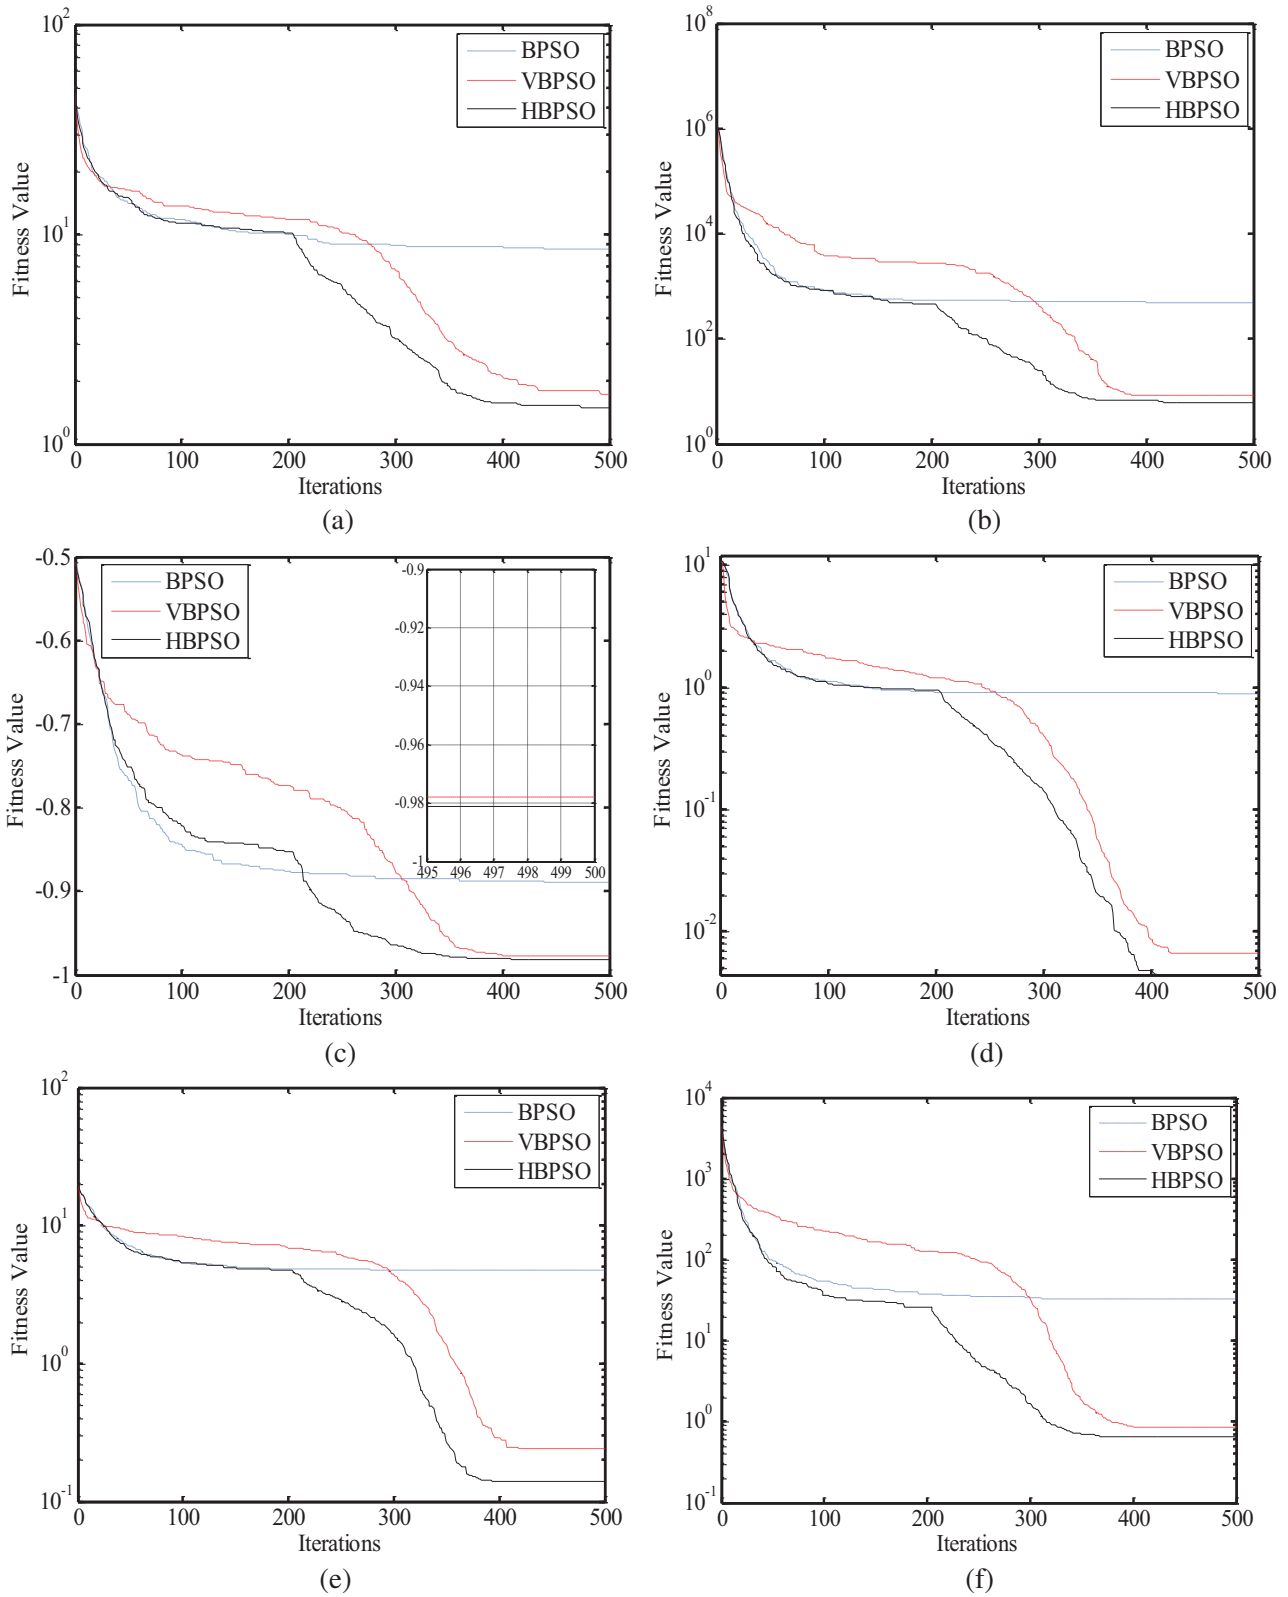 10^2
10^1
10^0
Fitness Value
BPSO
VBPSO
HBPSO
0 100 200 300 400 500
Iterations
(a)
10^8
10^6
10^4
10^2
10^0
Fitness Value
BPSO
VBPSO
HBPSO
0 100 200 300 400 500
Iterations
(b)
-0.5
-0.6
-0.7
-0.8
-0.9
-1
Fitness Value
BPSO
VBPSO
HBPSO
-0.9
-0.92
-0.94
-0.96
-0.98
-1
495 496 497 498 499 500
0 100 200 300 400 500
Iterations
(c)
10^1
10^0
10^-1
10^-2
Fitness Value
BPSO
VBPSO
HBPSO
0 100 200 300 400 500
Iterations
(d)
10^2
10^1
10^0
10^-1
Fitness Value
BPSO
VBPSO
HBPSO
0 100 200 300 400 500
Iterations
(e)
10^4
10^3
10^2
10^1
10^0
10^-1
Fitness Value
BPSO
VBPSO
HBPSO
0 100 200 300 400 500
Iterations
(f)